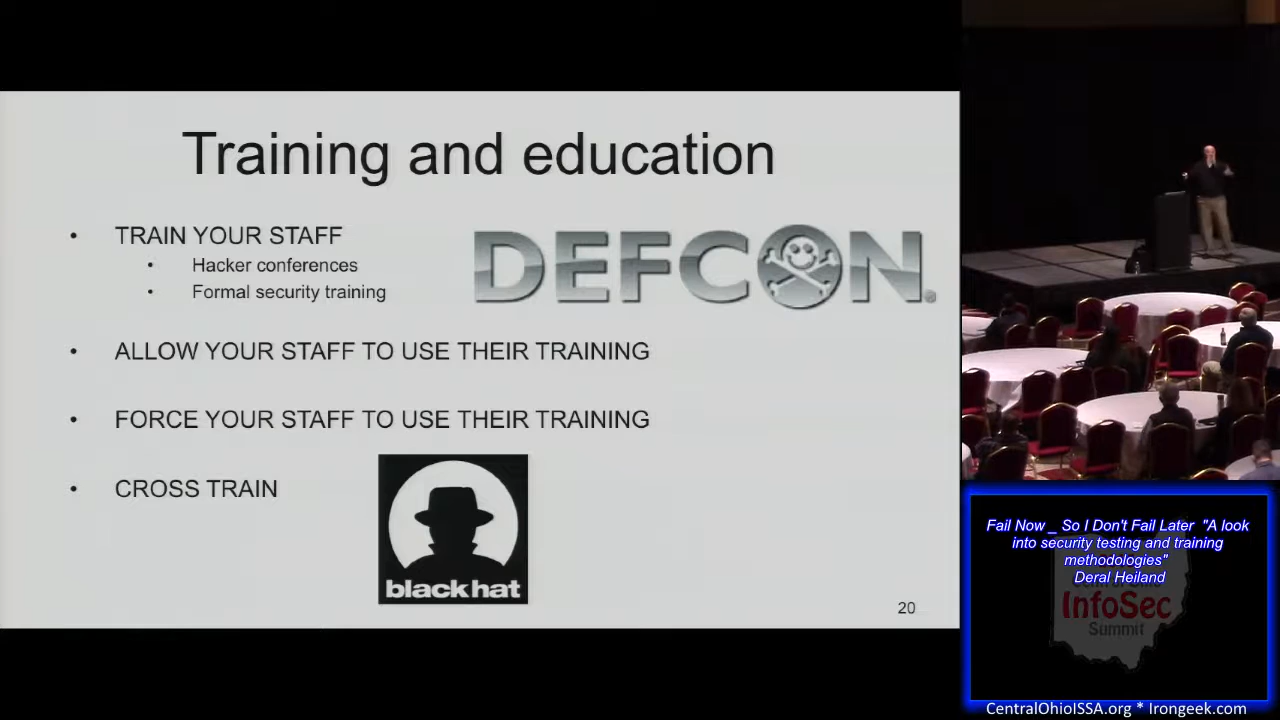 Training and education
• TRAIN YOUR STAFF
• Hacker conferences
• Formal security training
DEFCON
• ALLOW YOUR STAFF TO USE THEIR TRAINING
• FORCE YOUR STAFF TO USE THEIR TRAINING
• CROSS TRAIN
black hat
20
Fail Now _ So I Don't Fail Later "A look
into security testing and training
methodologies"
Deral Heiland
InfoSec
Summit
CentralOhioISSA.org * Irongeek.com